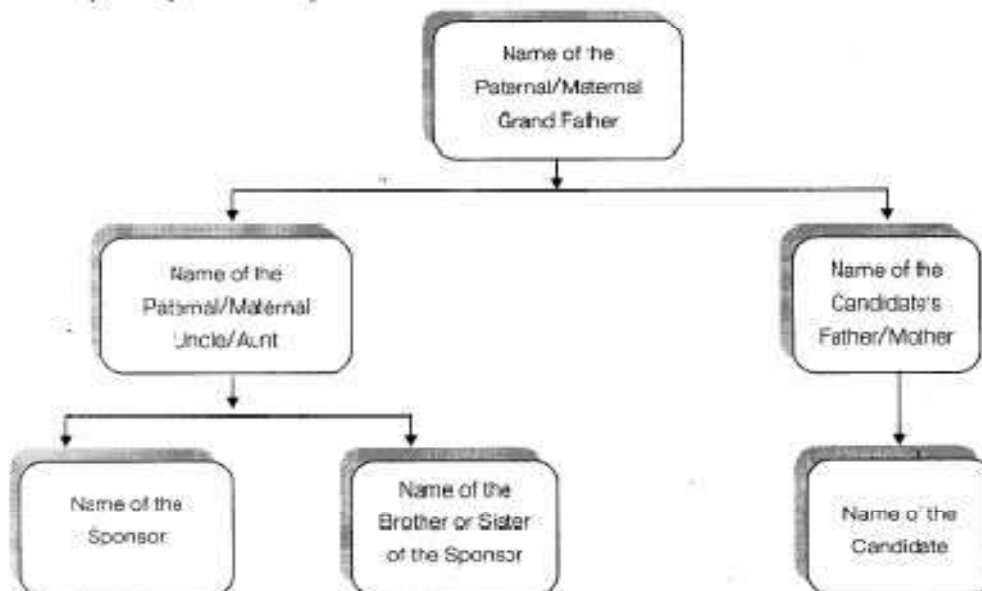 Name of the
Paternal/Maternal
Grand Father
Name of the
Paternal/Maternal
Uncle/Aunt
Name of the
Candidate's
Father/Mother
Name of the
Sponsor
Name of the
Brother or Sister
of the Sponsor
Name of the
Candidate